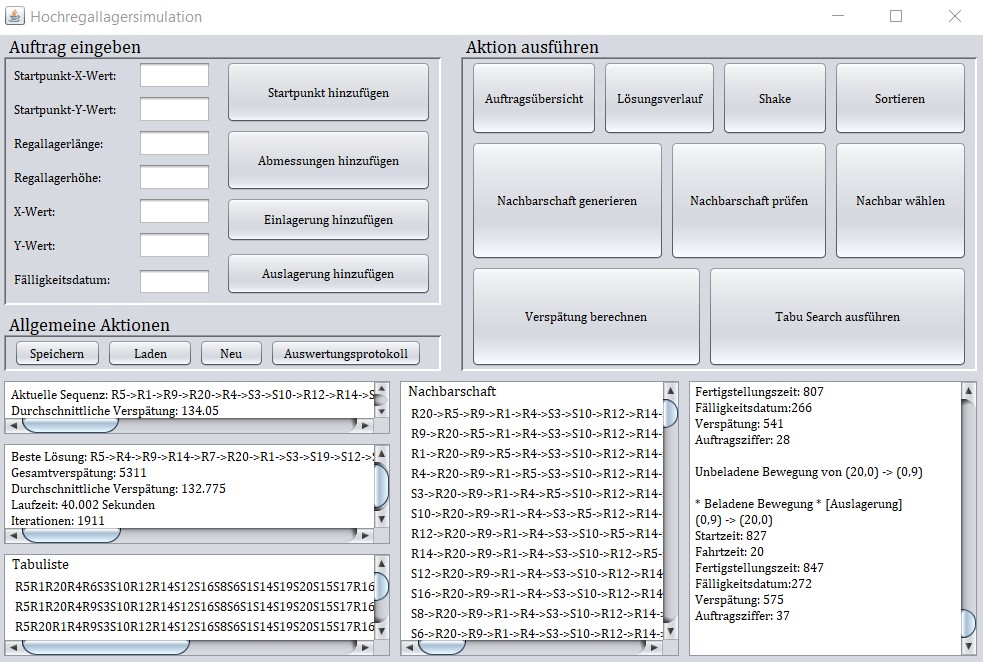 Hochregallagersimulation
Auftrag eingeben
Startpunkt-X-Wert:
Startpunkt hinzufügen
Startpunkt-Y-Wert:
Regallagerlänge:
Abmessungen hinzufügen
Regallagerhöhe:
X-Wert:
Einlagerung hinzufügen
Y-Wert:
Fälligkeitsdatum:
Auslagerung hinzufügen
Allgemeine Aktionen
Speichern
Laden
Neu
Auswertungsprotokoll
Aktion ausführen
Auftragsübersicht
Lösungsverlauf
Shake
Sortieren
Nachbarschaft generieren
Nachbarschaft prüfen
Nachbar wählen
Verspätung berechnen
Tabu Search ausführen
Aktuelle Sequenz: R5->R1->R9->R20->R4->S3->S10->R12->R14->S
Durchschnittliche Verspätung: 134.05
Beste Lösung: R5->R4->R9->R14->R7->R20->R1->S3->S19->S12->S
Gesamtverspätung: 5311
Durchschnittliche Verspätung: 132.775
Laufzeit: 40.002 Sekunden
Iterationen: 1911
Tabuliste
R5R1R20R4R6S3S10R12R14S12S16S8S6S1S14S19S20S15S17R16
R5R1R20R4R9S3S10R12R14S12S16S8S6S1S14S19S20S15S17R16
R5R20R1R4R9S3S10R12R14S12S16S8S6S1S14S19S20S15S17R16
Nachbarschaft
R20->R5->R9->R1->R4->S3->S10->R12->R14-
R9->R20->R5->R1->R4->S3->S10->R12->R14-
R1->R20->R9->R5->R4->S3->S10->R12->R14-
R4->R20->R9->R1->R5->S3->S10->R12->R14-
S3->R20->R9->R1->R4->R5->S10->R12->R14-
S10->R20->R9->R1->R4->S3->R5->R12->R14-
R12->R20->R9->R1->R4->S3->S10->R5->R14-
R14->R20->R9->R1->R4->S3->S10->R12->R5-
S12->R20->R9->R1->R4->S3->S10->R12->R14
S16->R20->R9->R1->R4->S3->S10->R12->R14
S8->R20->R9->R1->R4->S3->S10->R12->R14-
S6->R20->R9->R1->R4->S3->S10->R12->R14-
Fertigstellungszeit: 807
Fälligkeitsdatum:266
Verspätung: 541
Auftragsziffer: 28
Unbeladene Bewegung von (20,0) -> (0,9)
* Beladene Bewegung * [Auslagerung]
(0,9) -> (20,0)
Startzeit: 827
Fahrtzeit: 20
Fertigstellungszeit: 847
Fälligkeitsdatum:272
Verspätung: 575
Auftragsziffer: 37